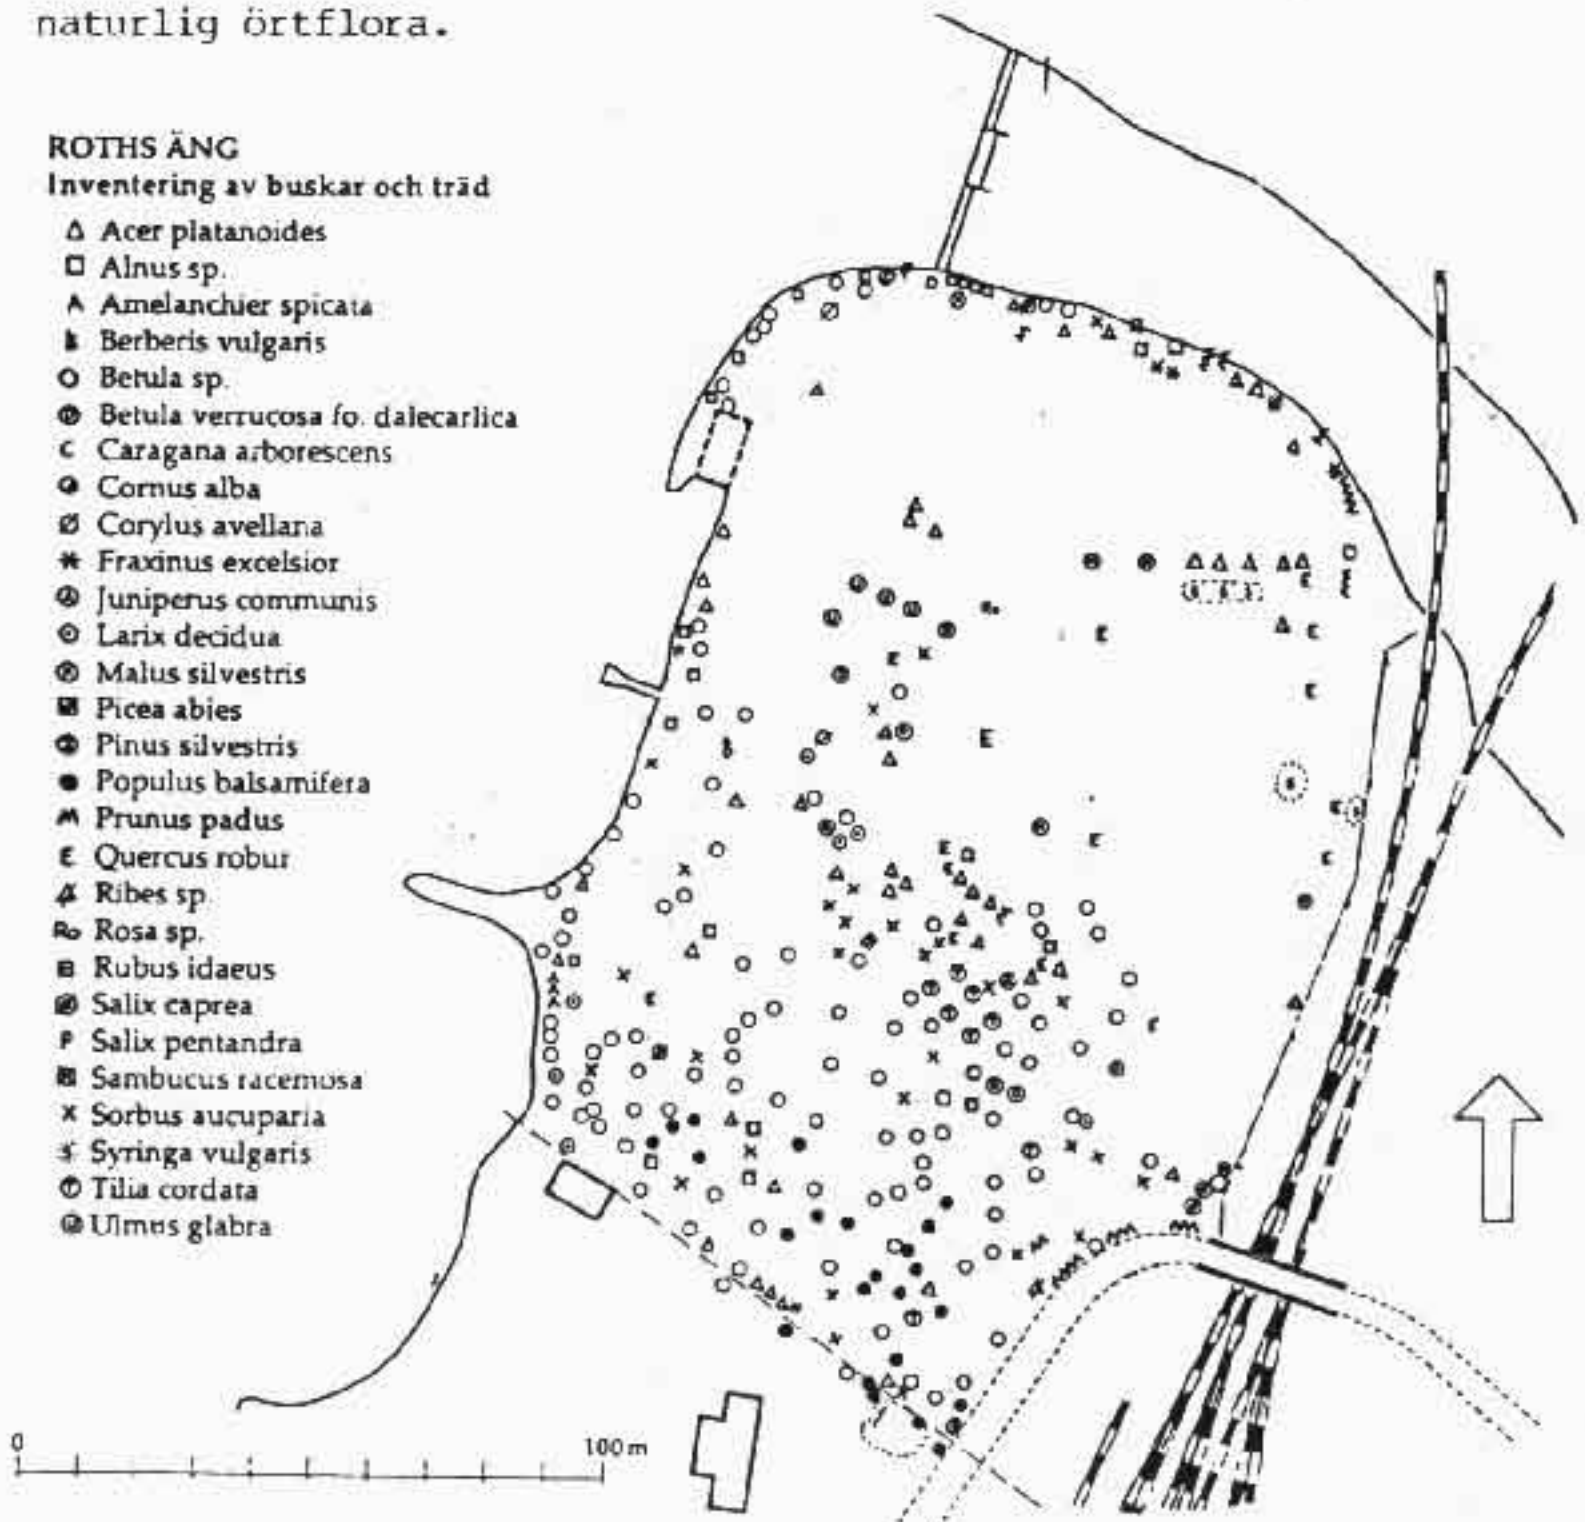 naturlig örtflora.
ROTHS ÄNG
Inventering av buskar och träd
Acer platanoides
Alnus sp.
Amelanchier spicata
Berberis vulgaris
Betula sp.
Betula verrucosa fo. dalecarlica
Caragana arborescens
Cornus alba
Corylus avellana
Fraxinus excelsior
Juniperus communis
Larix decidua
Malus silvestris
Picea abies
Pinus silvestris
Populus balsamifera
Prunus padus
Quercus robur
Ribes sp.
Rosa sp.
Rubus idaeus
Salix caprea
Salix pentandra
Sambucus racemosa
Sorbus aucuparia
Syringa vulgaris
Tilia cordata
Ulmus glabra
0 100 m